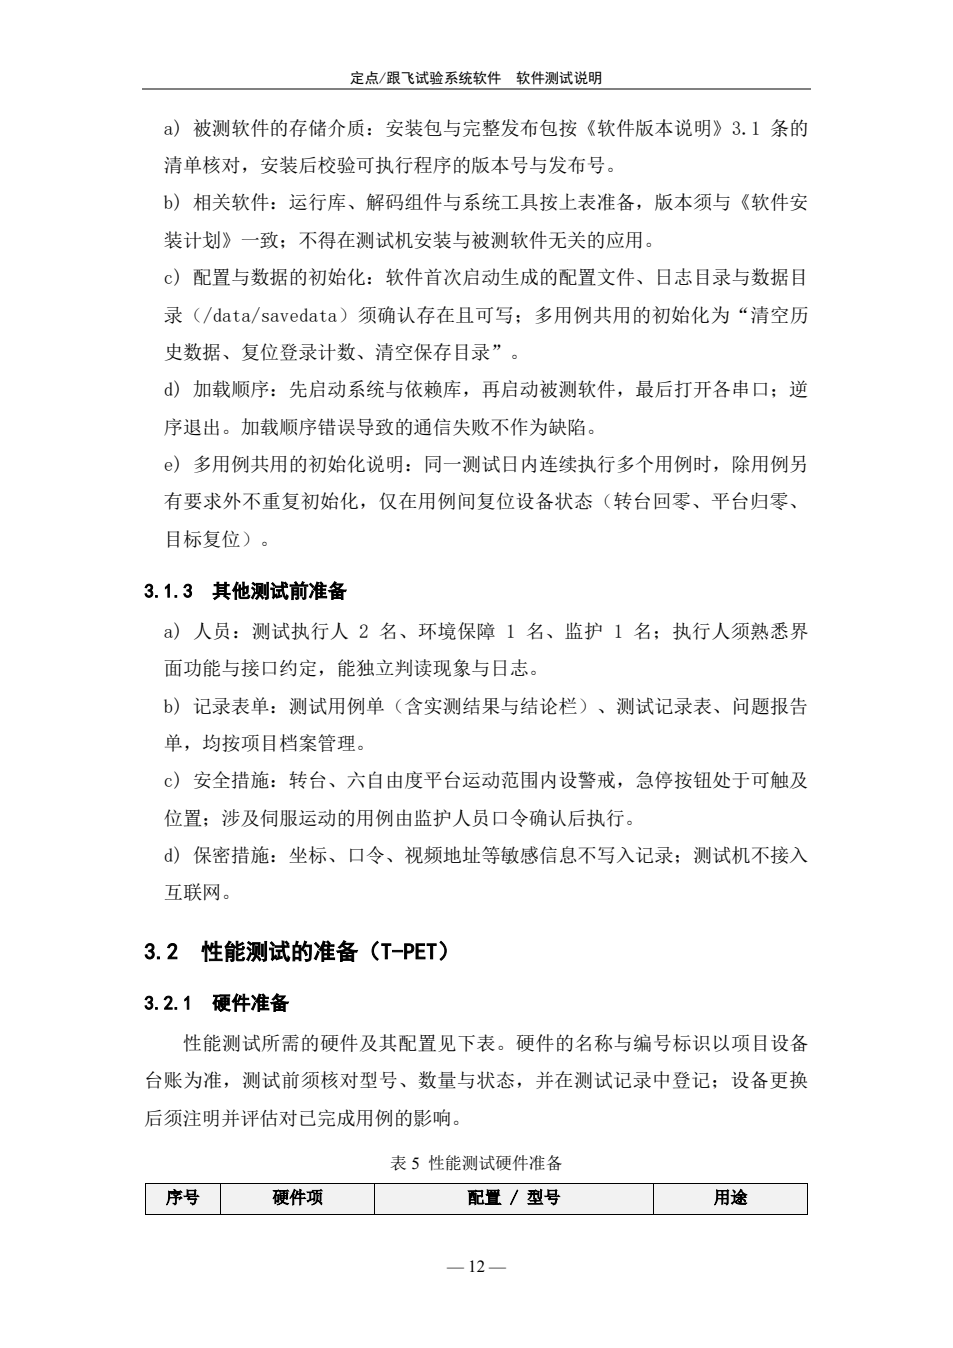 定点/跟飞试验系统软件　软件测试说明
a) 被测软件的存储介质：安装包与完整发布包按《软件版本说明》3.1 条的
清单核对，安装后校验可执行程序的版本号与发布号。
b) 相关软件：运行库、解码组件与系统工具按上表准备，版本须与《软件安
装计划》一致；不得在测试机安装与被测软件无关的应用。
c) 配置与数据的初始化：软件首次启动生成的配置文件、日志目录与数据目
录（/data/savedata）须确认存在且可写；多用例共用的初始化为“清空历
史数据、复位登录计数、清空保存目录”。
d) 加载顺序：先启动系统与依赖库，再启动被测软件，最后打开各串口；逆
序退出。加载顺序错误导致的通信失败不作为缺陷。
e) 多用例共用的初始化说明：同一测试日内连续执行多个用例时，除用例另
有要求外不重复初始化，仅在用例间复位设备状态（转台回零、平台归零、
目标复位）。
3.1.3　其他测试前准备
a) 人员：测试执行人 2 名、环境保障 1 名、监护 1 名；执行人须熟悉界
面功能与接口约定，能独立判读现象与日志。
b) 记录表单：测试用例单（含实测结果与结论栏）、测试记录表、问题报告
单，均按项目档案管理。
c) 安全措施：转台、六自由度平台运动范围内设警戒，急停按钮处于可触及
位置；涉及伺服运动的用例由监护人员口令确认后执行。
d) 保密措施：坐标、口令、视频地址等敏感信息不写入记录；测试机不接入
互联网。
3.2　性能测试的准备（T-PET）
3.2.1　硬件准备
性能测试所需的硬件及其配置见下表。硬件的名称与编号标识以项目设备
台账为准，测试前须核对型号、数量与状态，并在测试记录中登记；设备更换
后须注明并评估对已完成用例的影响。
表 5 性能测试硬件准备
序号 硬件项 配置 / 型号 用途
— 12 —